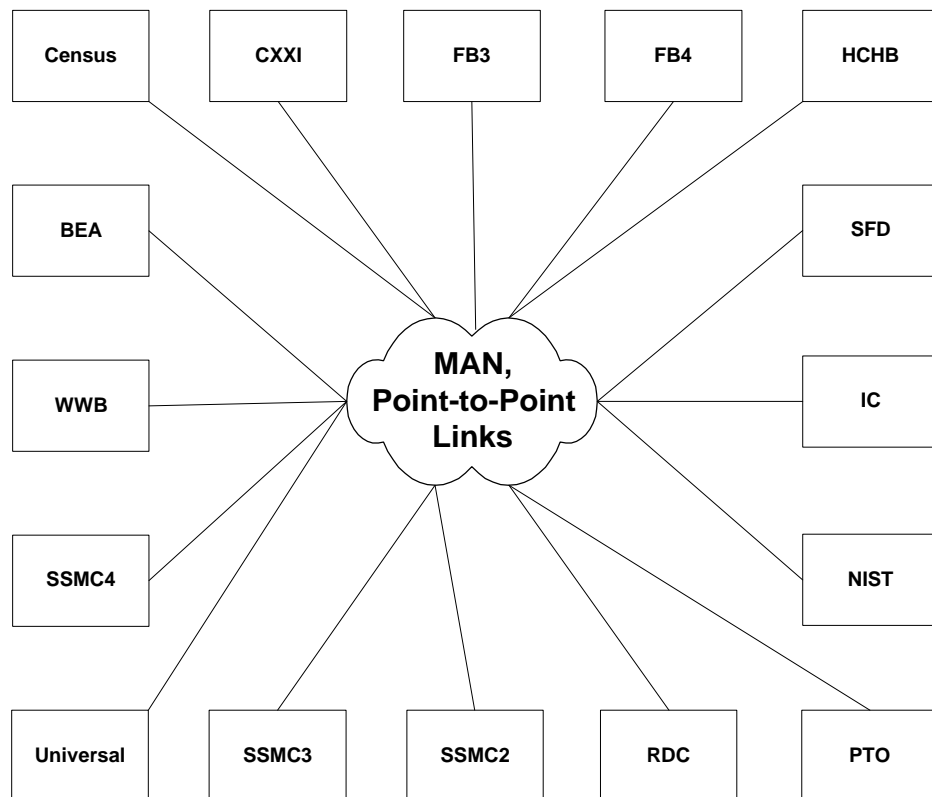 Census
CXXI
FB3
FB4
HCHB
BEA
SFD
MAN,
Point-to-Point
Links
WWB
IC
SSMC4
NIST
Universal
SSMC3
SSMC2
RDC
PTO